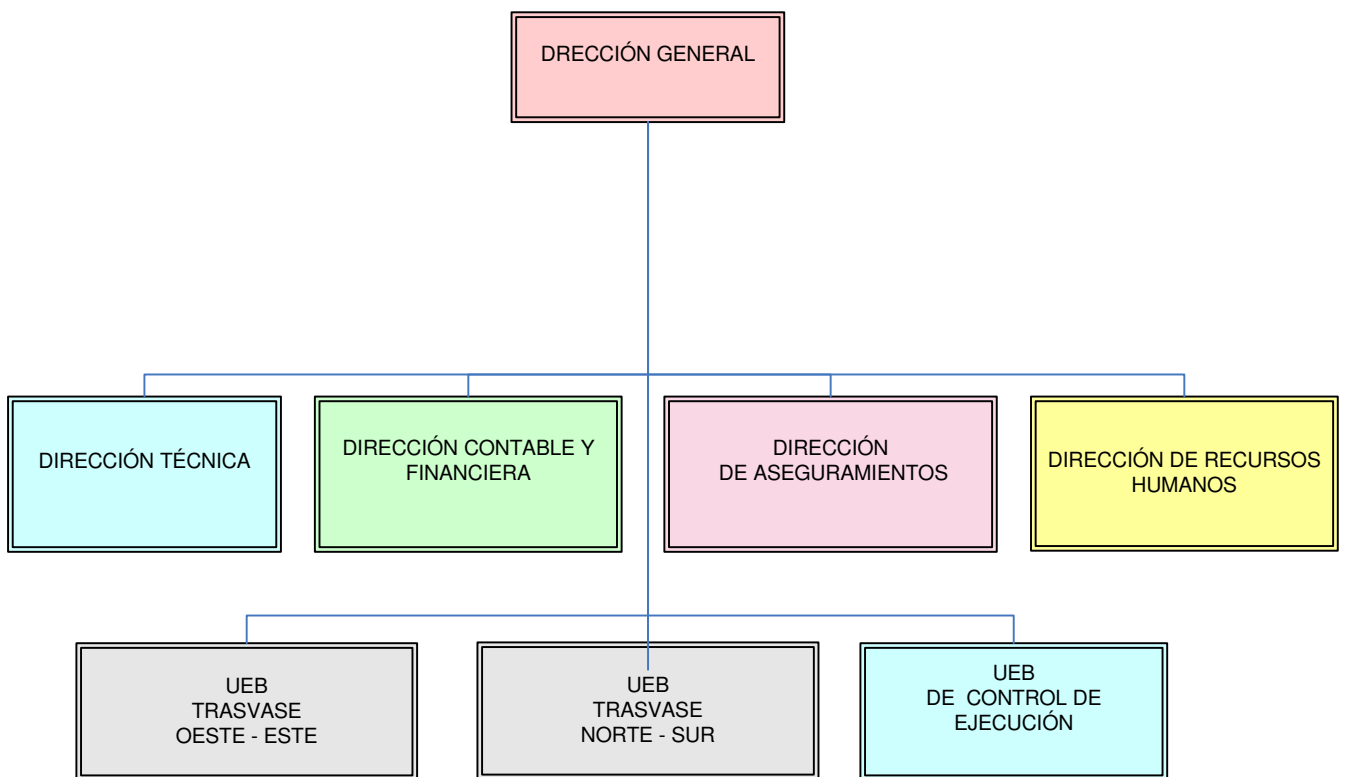 DRECCIÓN GENERAL
DIRECCIÓN TÉCNICA
DIRECCIÓN CONTABLE Y
FINANCIERA
DIRECCIÓN
DE ASEGURAMIENTOS
DIRECCIÓN DE RECURSOS
HUMANOS
UEB
TRASVASE
OESTE - ESTE
UEB
TRASVASE
NORTE - SUR
UEB
DE CONTROL DE
EJECUCIÓN